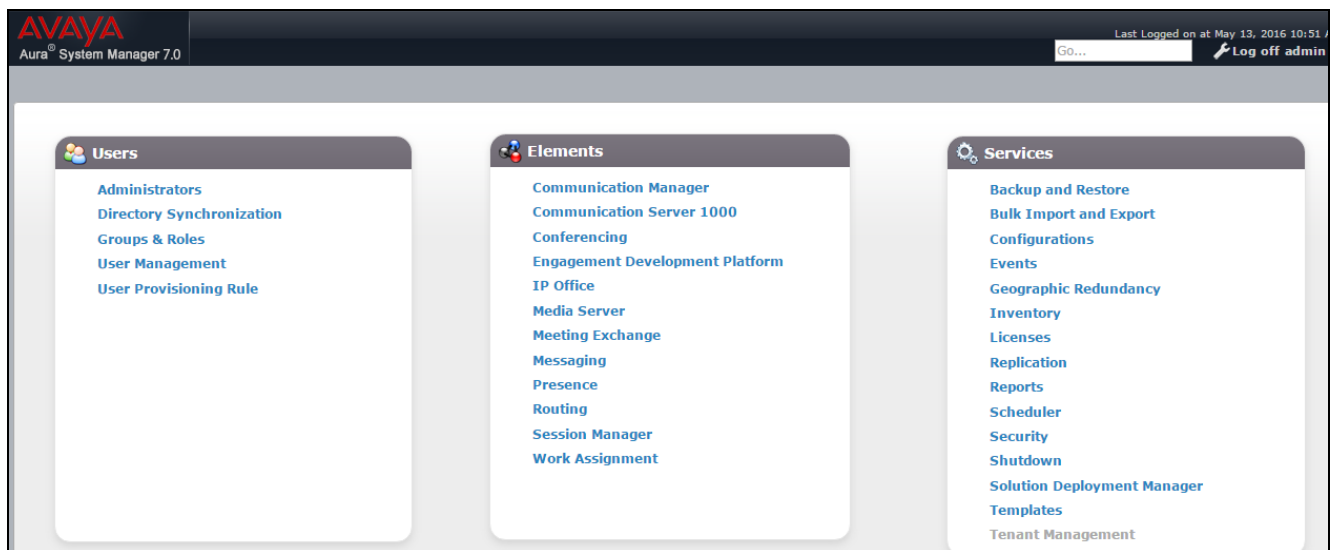 AVAYA
Aura® System Manager 7.0
Last Logged on at May 13, 2016 10:51
Go...
Log off admin
Users
Administrators
Directory Synchronization
Groups & Roles
User Management
User Provisioning Rule
Elements
Communication Manager
Communication Server 1000
Conferencing
Engagement Development Platform
IP Office
Media Server
Meeting Exchange
Messaging
Presence
Routing
Session Manager
Work Assignment
Services
Backup and Restore
Bulk Import and Export
Configurations
Events
Geographic Redundancy
Inventory
Licenses
Replication
Reports
Scheduler
Security
Shutdown
Solution Deployment Manager
Templates
Tenant Management